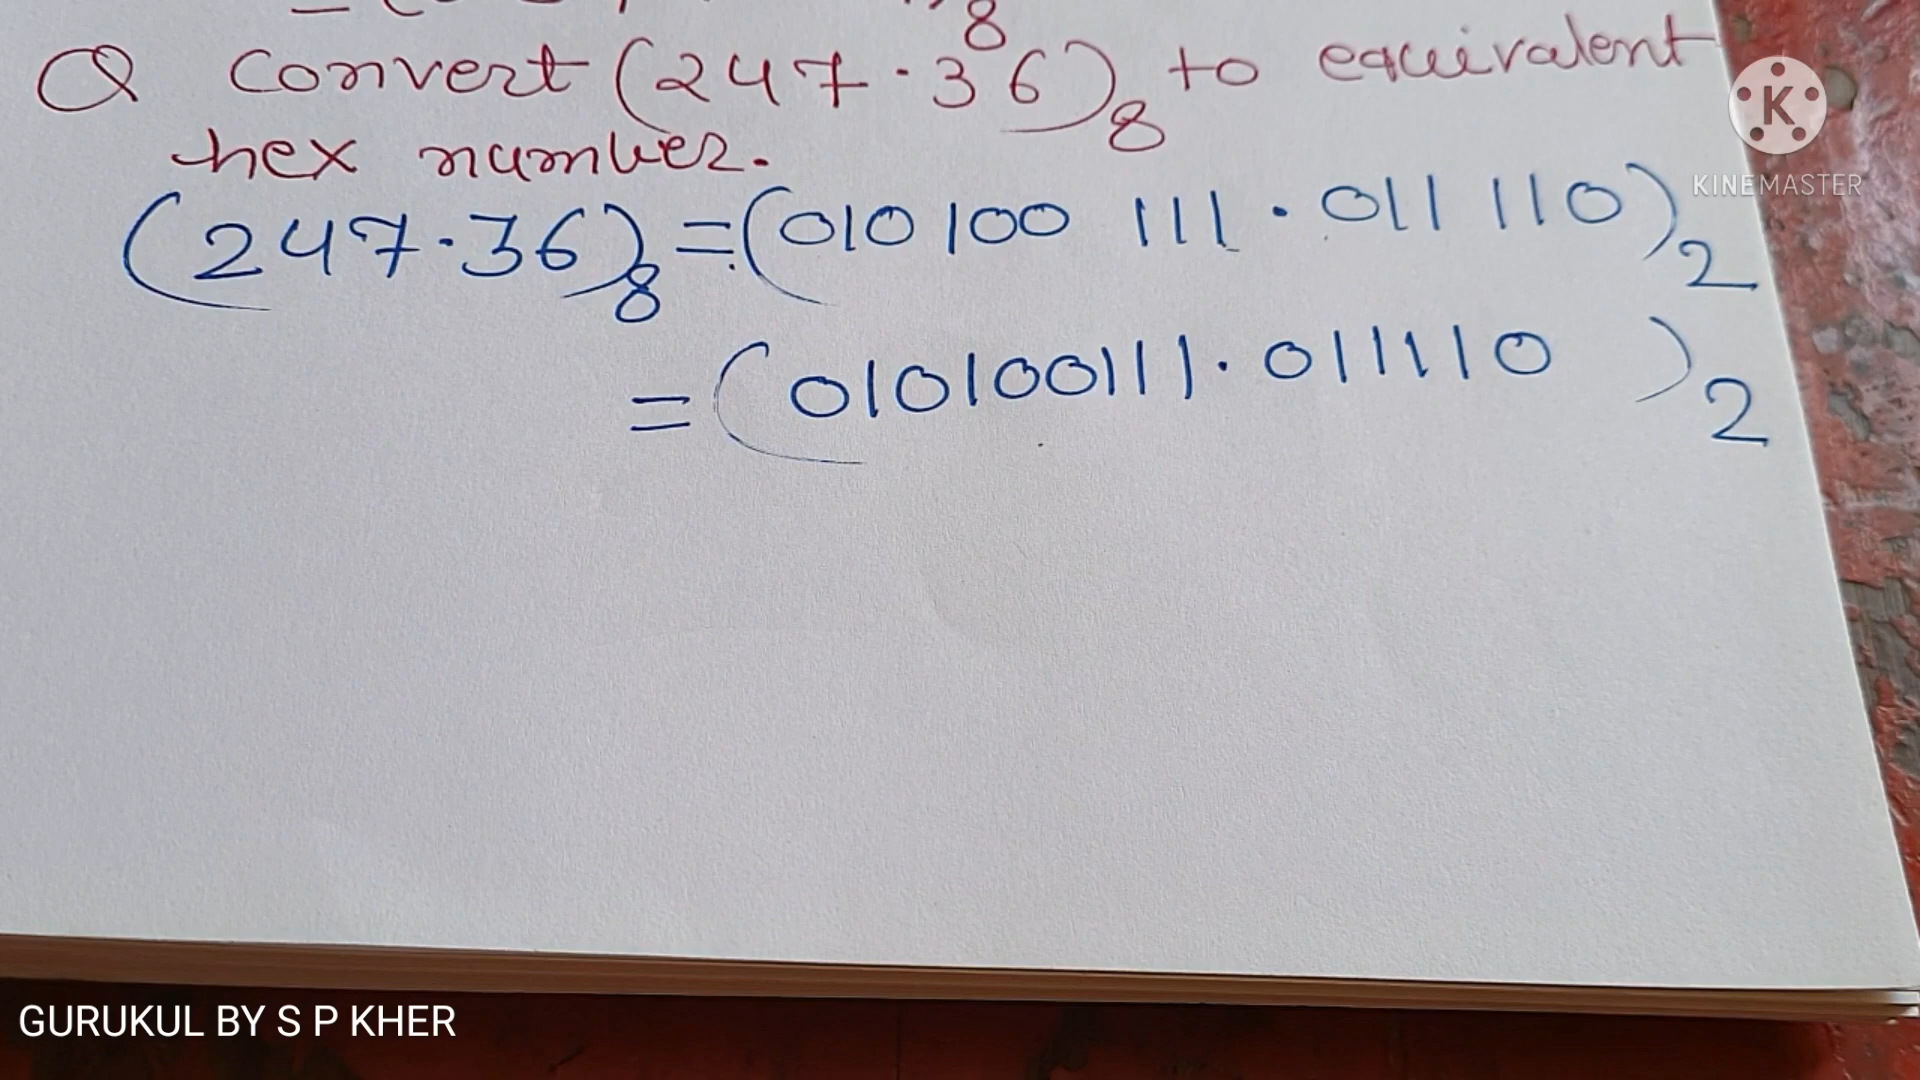 8
Q convert (247.36)8 to equivalent
hex number.
(247.36)8 = (010 100 111 . 011 110)2
= (010100111.011110 )2
K
KINEMASTER
GURUKUL BY S P KHER